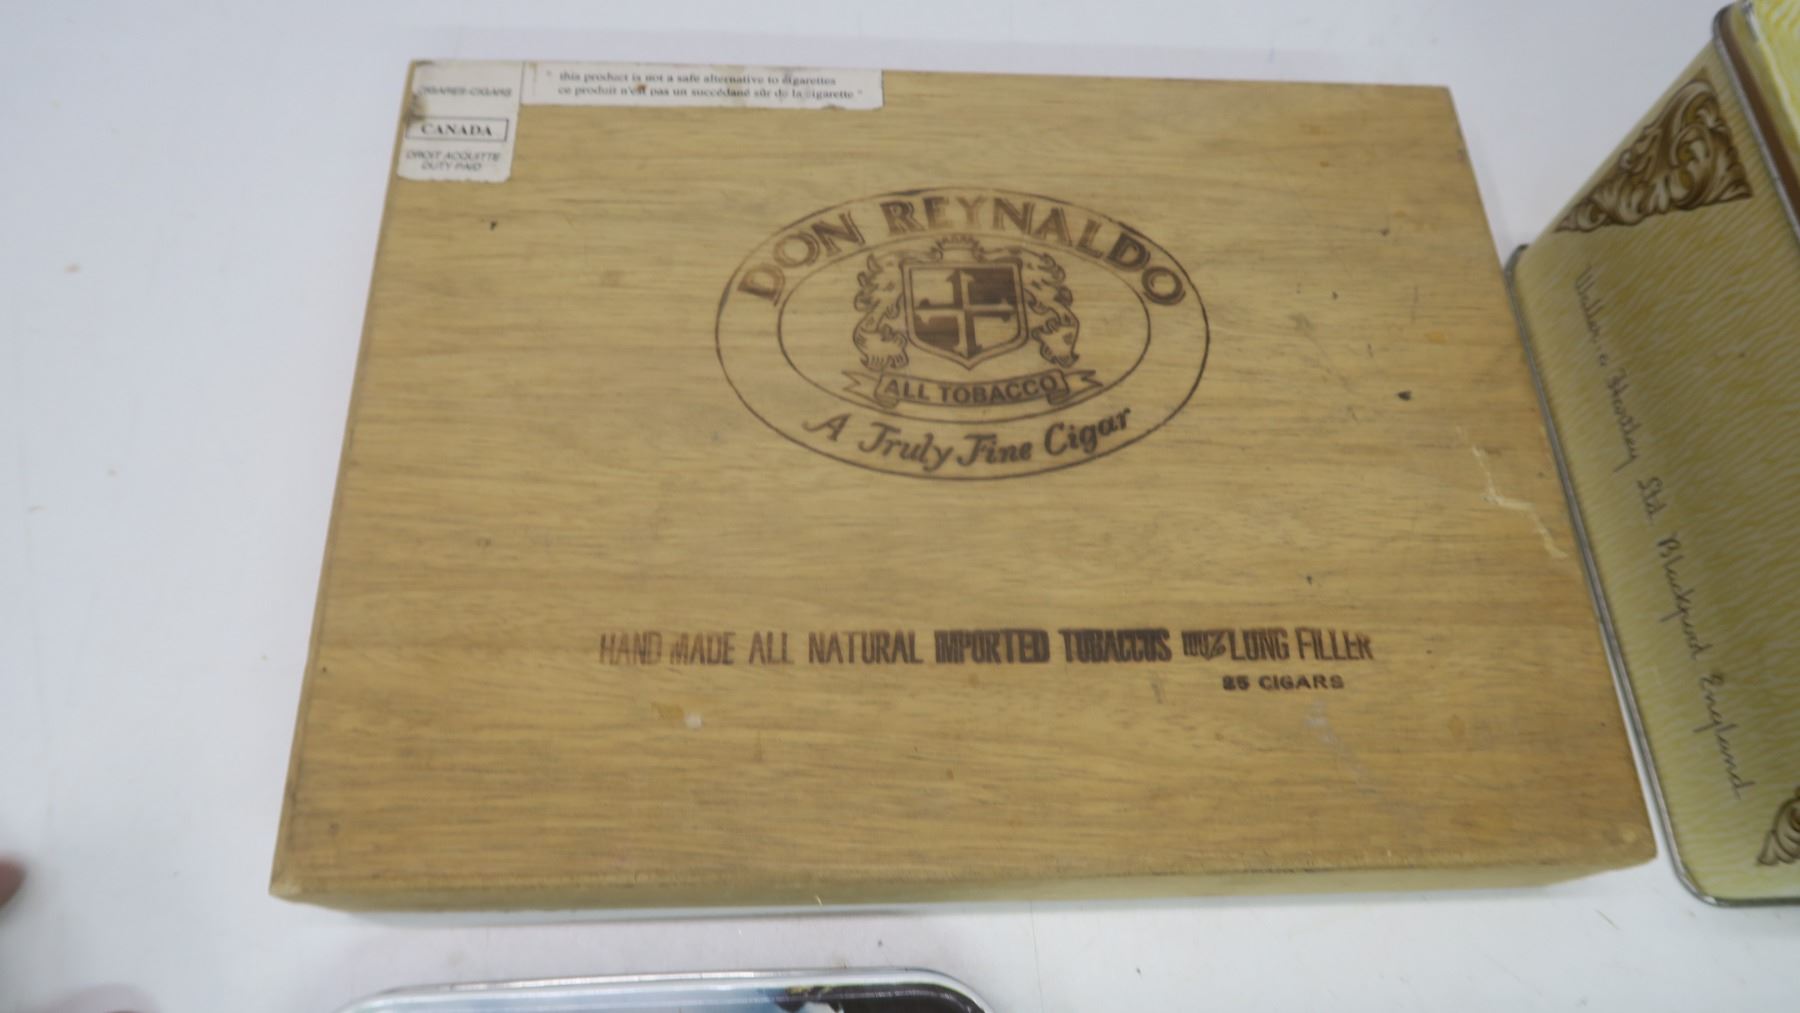 CIGARES-CIGARS
CANADA
DROIT ACQUITTE
DUTY PAID
" this product is not a safe alternative to cigarettes
ce produit n'est pas un succédané sûr de la cigarette "
DON REYNALDO
ALL TOBACCO
A Truly Fine Cigar
HAND MADE ALL NATURAL IMPORTED TOBACCOS 100% LONG FILLER
25 CIGARS
Ltd. Blackpool England